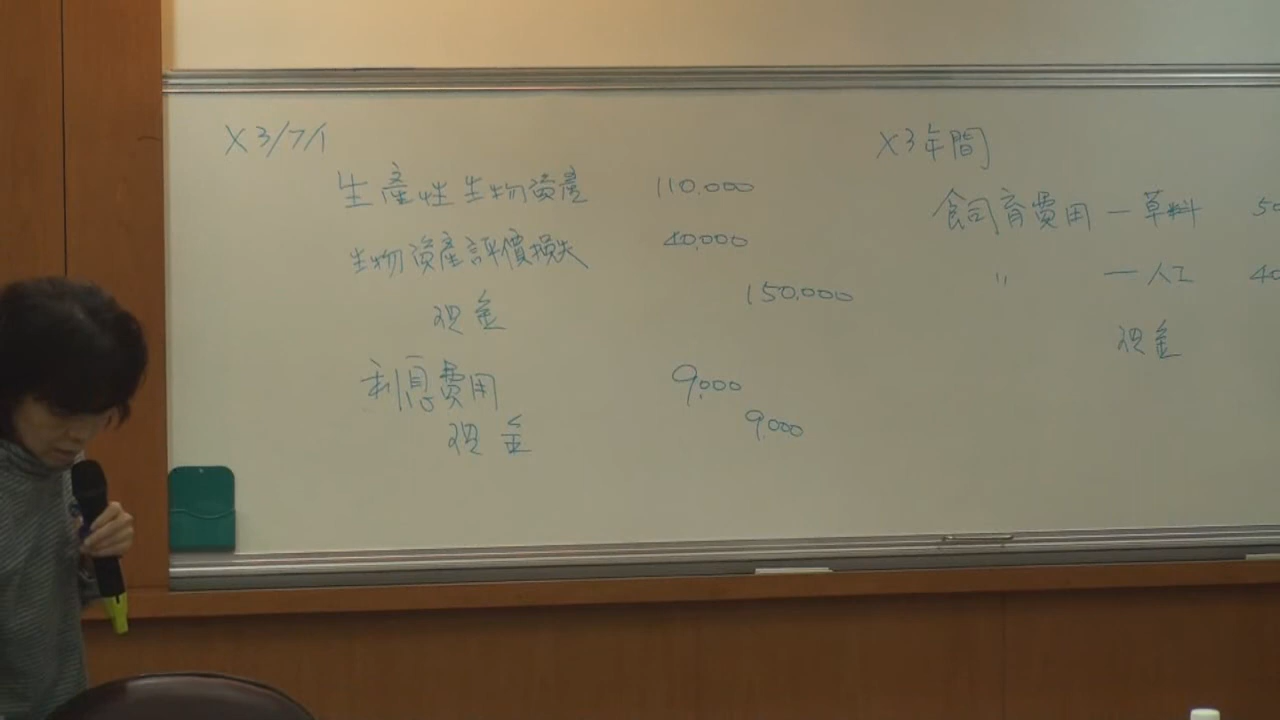 X3/7/1
生產性生物資產 110,000
生物資產評價損失 40,000
現金 150,000
利息費用 9,000
現金 9,000
X3年間
飼育費用－草料 50
〃 －人工 40
現金